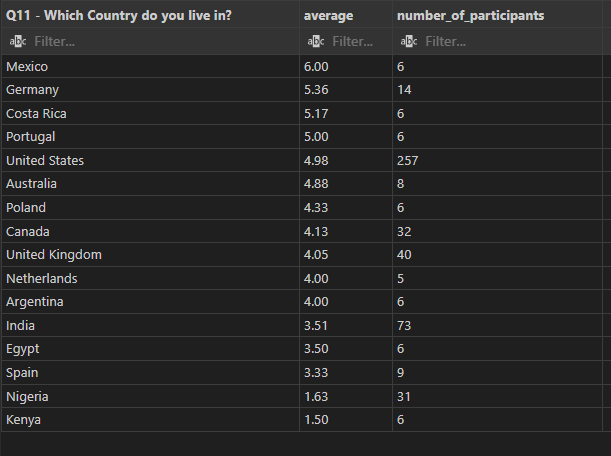 Q11 - Which Country do you live in? average number_of_participants
abc Filter... abc Filter... abc Filter...
Mexico 6.00 6
Germany 5.36 14
Costa Rica 5.17 6
Portugal 5.00 6
United States 4.98 257
Australia 4.88 8
Poland 4.33 6
Canada 4.13 32
United Kingdom 4.05 40
Netherlands 4.00 5
Argentina 4.00 6
India 3.51 73
Egypt 3.50 6
Spain 3.33 9
Nigeria 1.63 31
Kenya 1.50 6